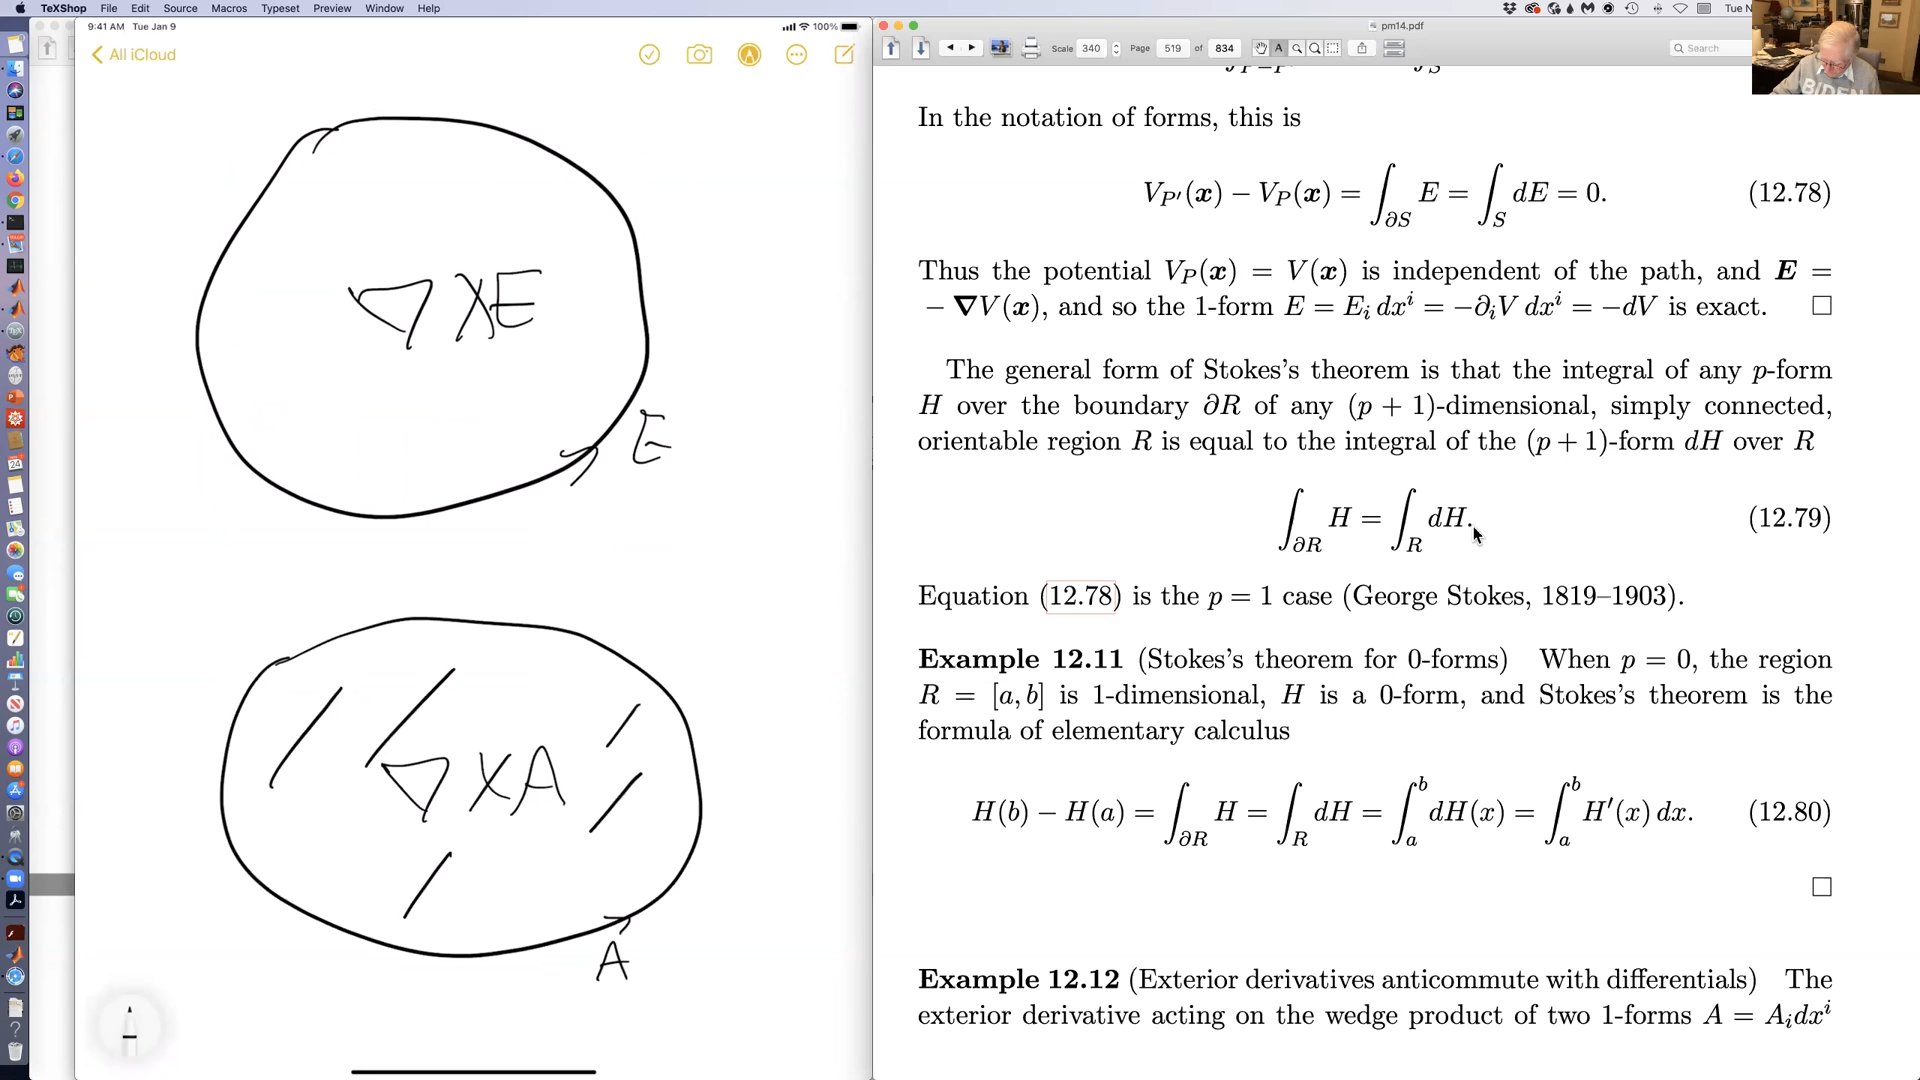 TeXShop File Edit Source Macros Typeset Preview Window Help
Tue N
9:41 AM Tue Jan 9
100%
All iCloud
∇ X E
E
∇ X A
A
pm14.pdf
Scale 340 Page 519 of 834
Search
BIDEN
In the notation of forms, this is
V_{P'}(x) − V_P(x) = ∫_{∂S} E = ∫_S dE = 0. (12.78)
Thus the potential V_P(x) = V(x) is independent of the path, and E =
− ∇V(x), and so the 1-form E = E_i dx^i = −∂_i V dx^i = −dV is exact. □
The general form of Stokes's theorem is that the integral of any p-form
H over the boundary ∂R of any (p + 1)-dimensional, simply connected,
orientable region R is equal to the integral of the (p + 1)-form dH over R
∫_{∂R} H = ∫_R dH. (12.79)
Equation (12.78) is the p = 1 case (George Stokes, 1819–1903).
Example 12.11 (Stokes's theorem for 0-forms) When p = 0, the region
R = [a, b] is 1-dimensional, H is a 0-form, and Stokes's theorem is the
formula of elementary calculus
H(b) − H(a) = ∫_{∂R} H = ∫_R dH = ∫_a^b dH(x) = ∫_a^b H'(x) dx. (12.80)
□
Example 12.12 (Exterior derivatives anticommute with differentials) The
exterior derivative acting on the wedge product of two 1-forms A = A_i dx^i